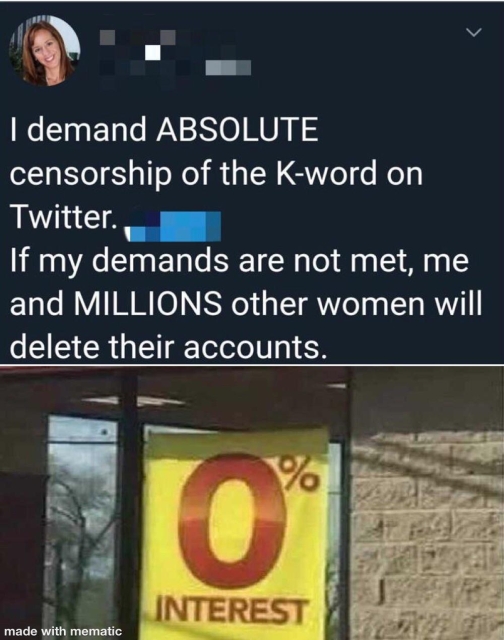 I demand ABSOLUTE
censorship of the K-word on
Twitter.
If my demands are not met, me
and MILLIONS other women will
delete their accounts.
0%
INTEREST
made with mematic